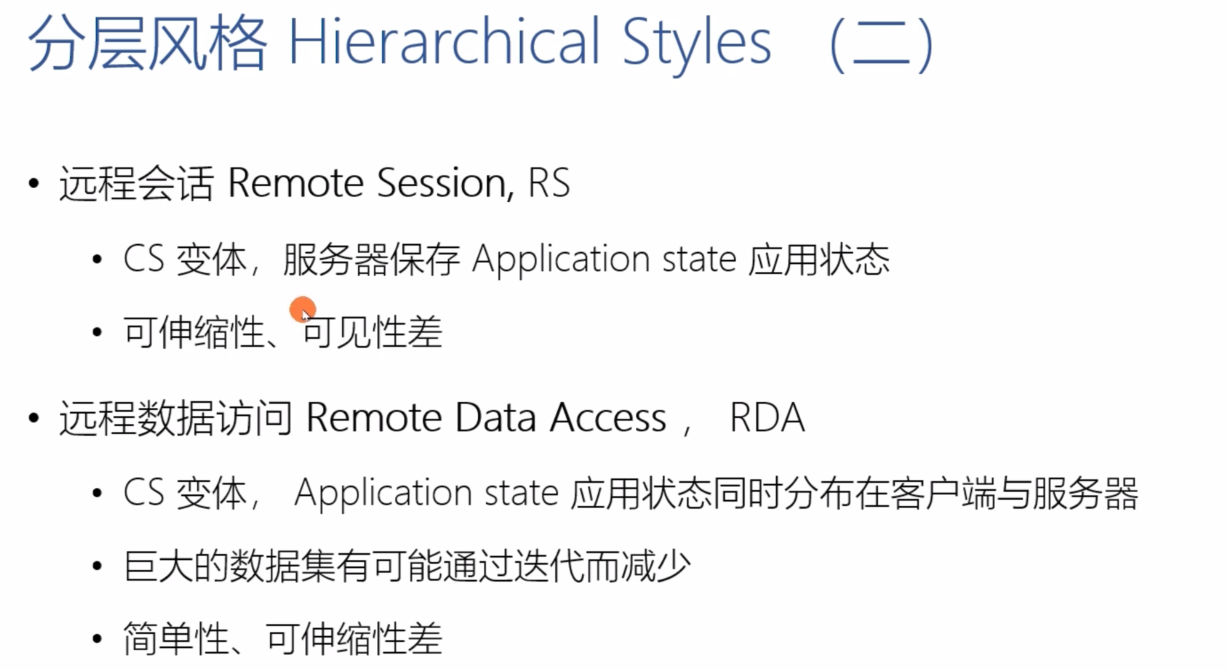 分层风格 Hierarchical Styles （二）
• 远程会话 Remote Session, RS
• CS 变体，服务器保存 Application state 应用状态
• 可伸缩性、可见性差
• 远程数据访问 Remote Data Access ， RDA
• CS 变体， Application state 应用状态同时分布在客户端与服务器
• 巨大的数据集有可能通过迭代而减少
• 简单性、可伸缩性差